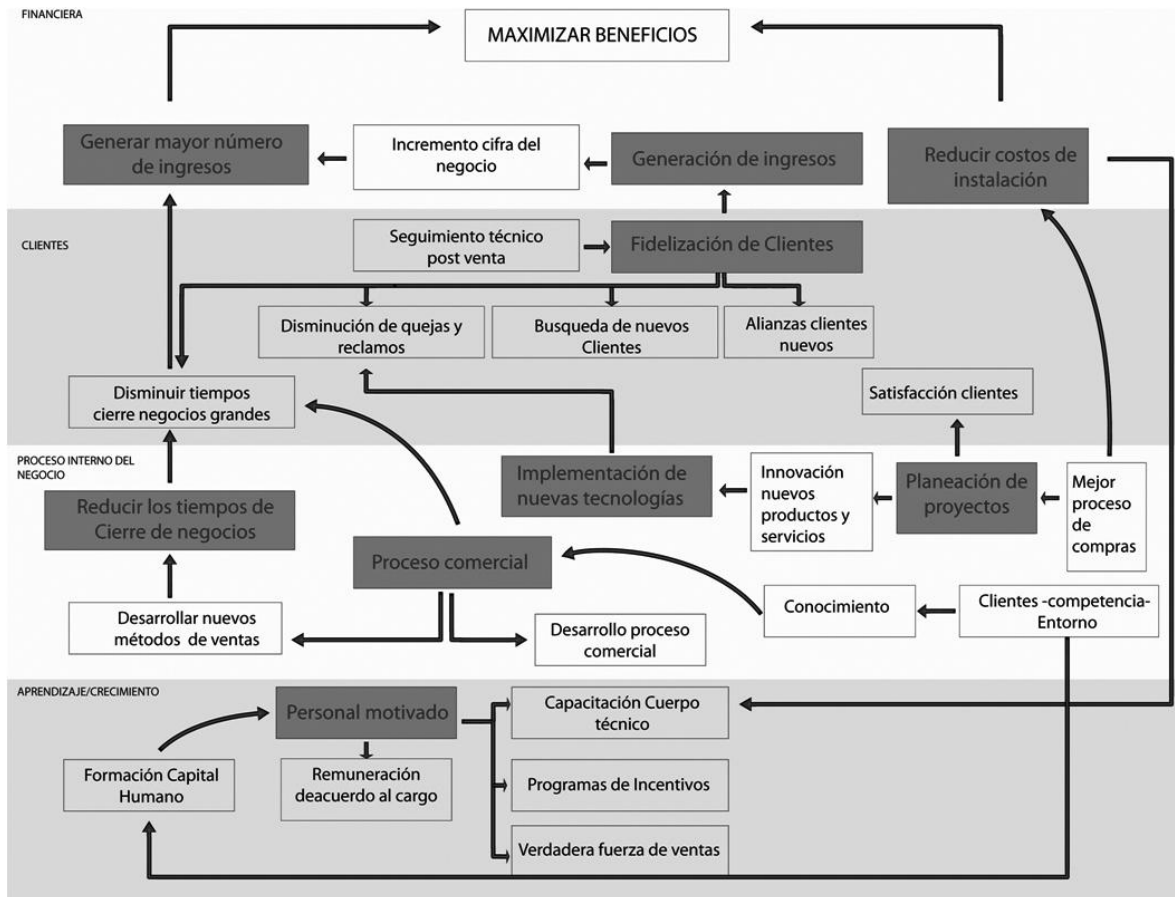 FINANCIERA
MAXIMIZAR BENEFICIOS
Generar mayor número
de ingresos
Incremento cifra del
negocio
Generación de ingresos
Reducir costos de
instalación
CLIENTES
Seguimiento técnico
post venta
Fidelización de Clientes
Disminución de quejas y
reclamos
Busqueda de nuevos
Clientes
Alianzas clientes
nuevos
Disminuir tiempos
cierre negocios grandes
Satisfacción clientes
PROCESO INTERNO DEL
NEGOCIO
Reducir los tiempos de
Cierre de negocios
Implementación de
nuevas tecnologías
Innovación
nuevos
productos y
servicios
Planeación de
proyectos
Mejor
proceso
de
compras
Proceso comercial
Desarrollar nuevos
métodos de ventas
Desarrollo proceso
comercial
Conocimiento
Clientes -competencia-
Entorno
APRENDIZAJE/CRECIMIENTO
Personal motivado
Capacitación Cuerpo
técnico
Formación Capital
Humano
Remuneración
deacuerdo al cargo
Programas de Incentivos
Verdadera fuerza de ventas